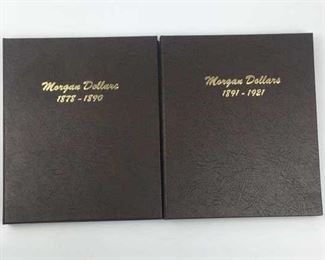 Morgan Dollars
1878 - 1890
Morgan Dollars
1891 - 1921